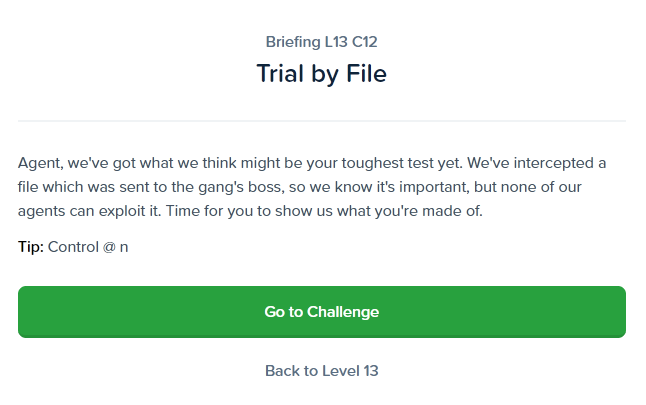 Briefing L13 C12
Trial by File
Agent, we've got what we think might be your toughest test yet. We've intercepted a
file which was sent to the gang's boss, so we know it's important, but none of our
agents can exploit it. Time for you to show us what you're made of.
Tip: Control @ n
Go to Challenge
Back to Level 13